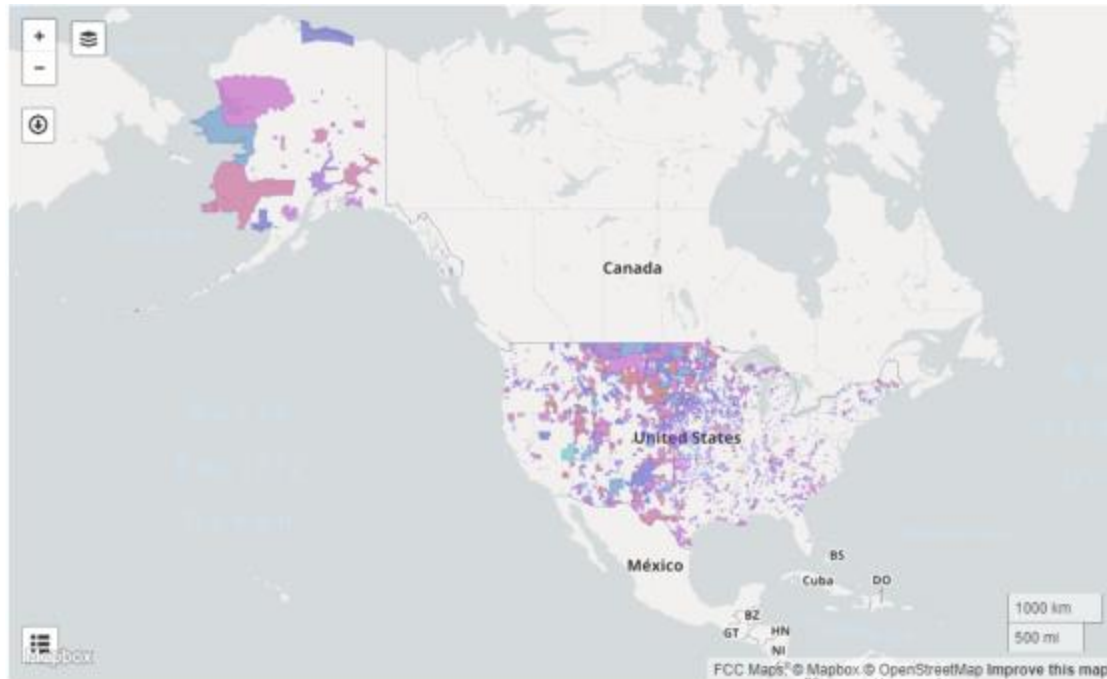 +
−
Canada
United States
México
BS
Cuba
DO
BZ
GT
HN
NI
1000 km
500 mi
Mapbox
FCC Maps, © Mapbox © OpenStreetMap Improve this map